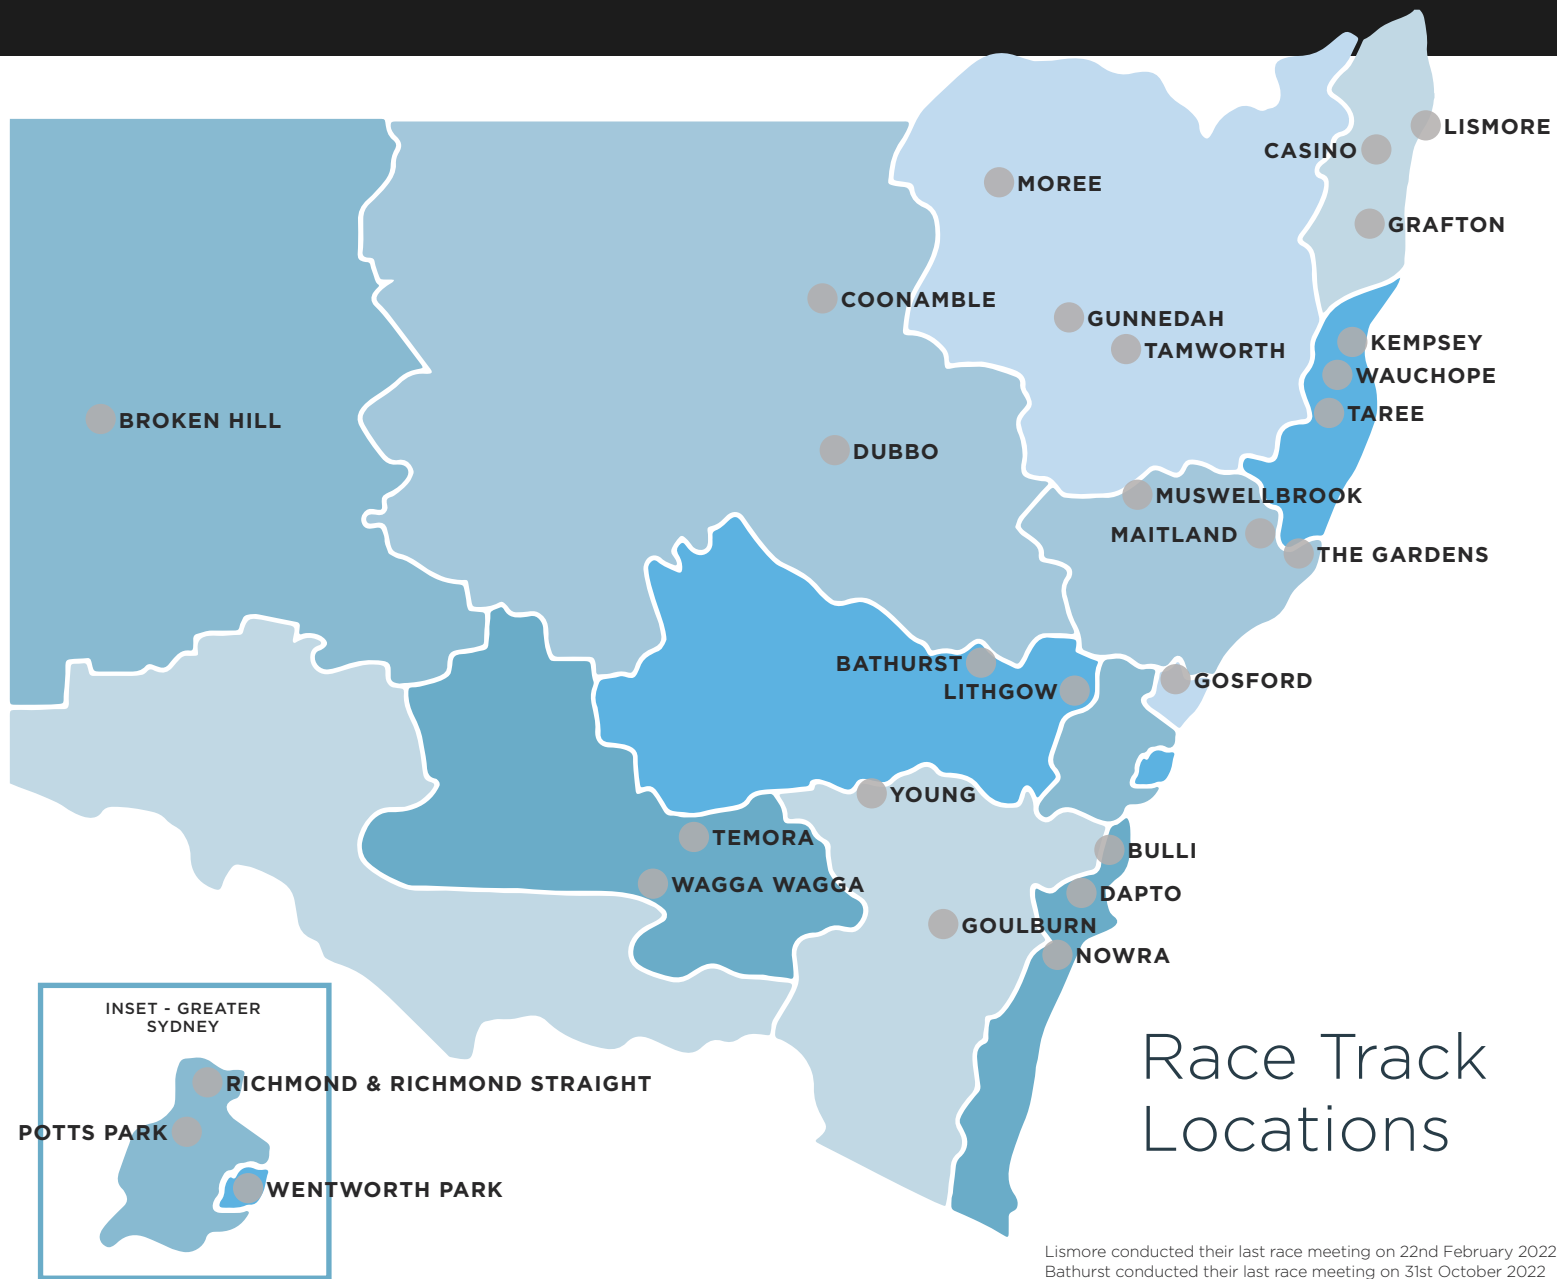 LISMORE
CASINO
MOREE
GRAFTON
COONAMBLE
GUNNEDAH
TAMWORTH
KEMPSEY
WAUCHOPE
TAREE
BROKEN HILL
DUBBO
MUSWELLBROOK
MAITLAND
THE GARDENS
BATHURST
LITHGOW
GOSFORD
YOUNG
TEMORA
BULLI
WAGGA WAGGA
DAPTO
GOULBURN
NOWRA
INSET - GREATER
SYDNEY
RICHMOND & RICHMOND STRAIGHT
POTTS PARK
WENTWORTH PARK
Race Track
Locations
Lismore conducted their last race meeting on 22nd February 2022
Bathurst conducted their last race meeting on 31st October 2022